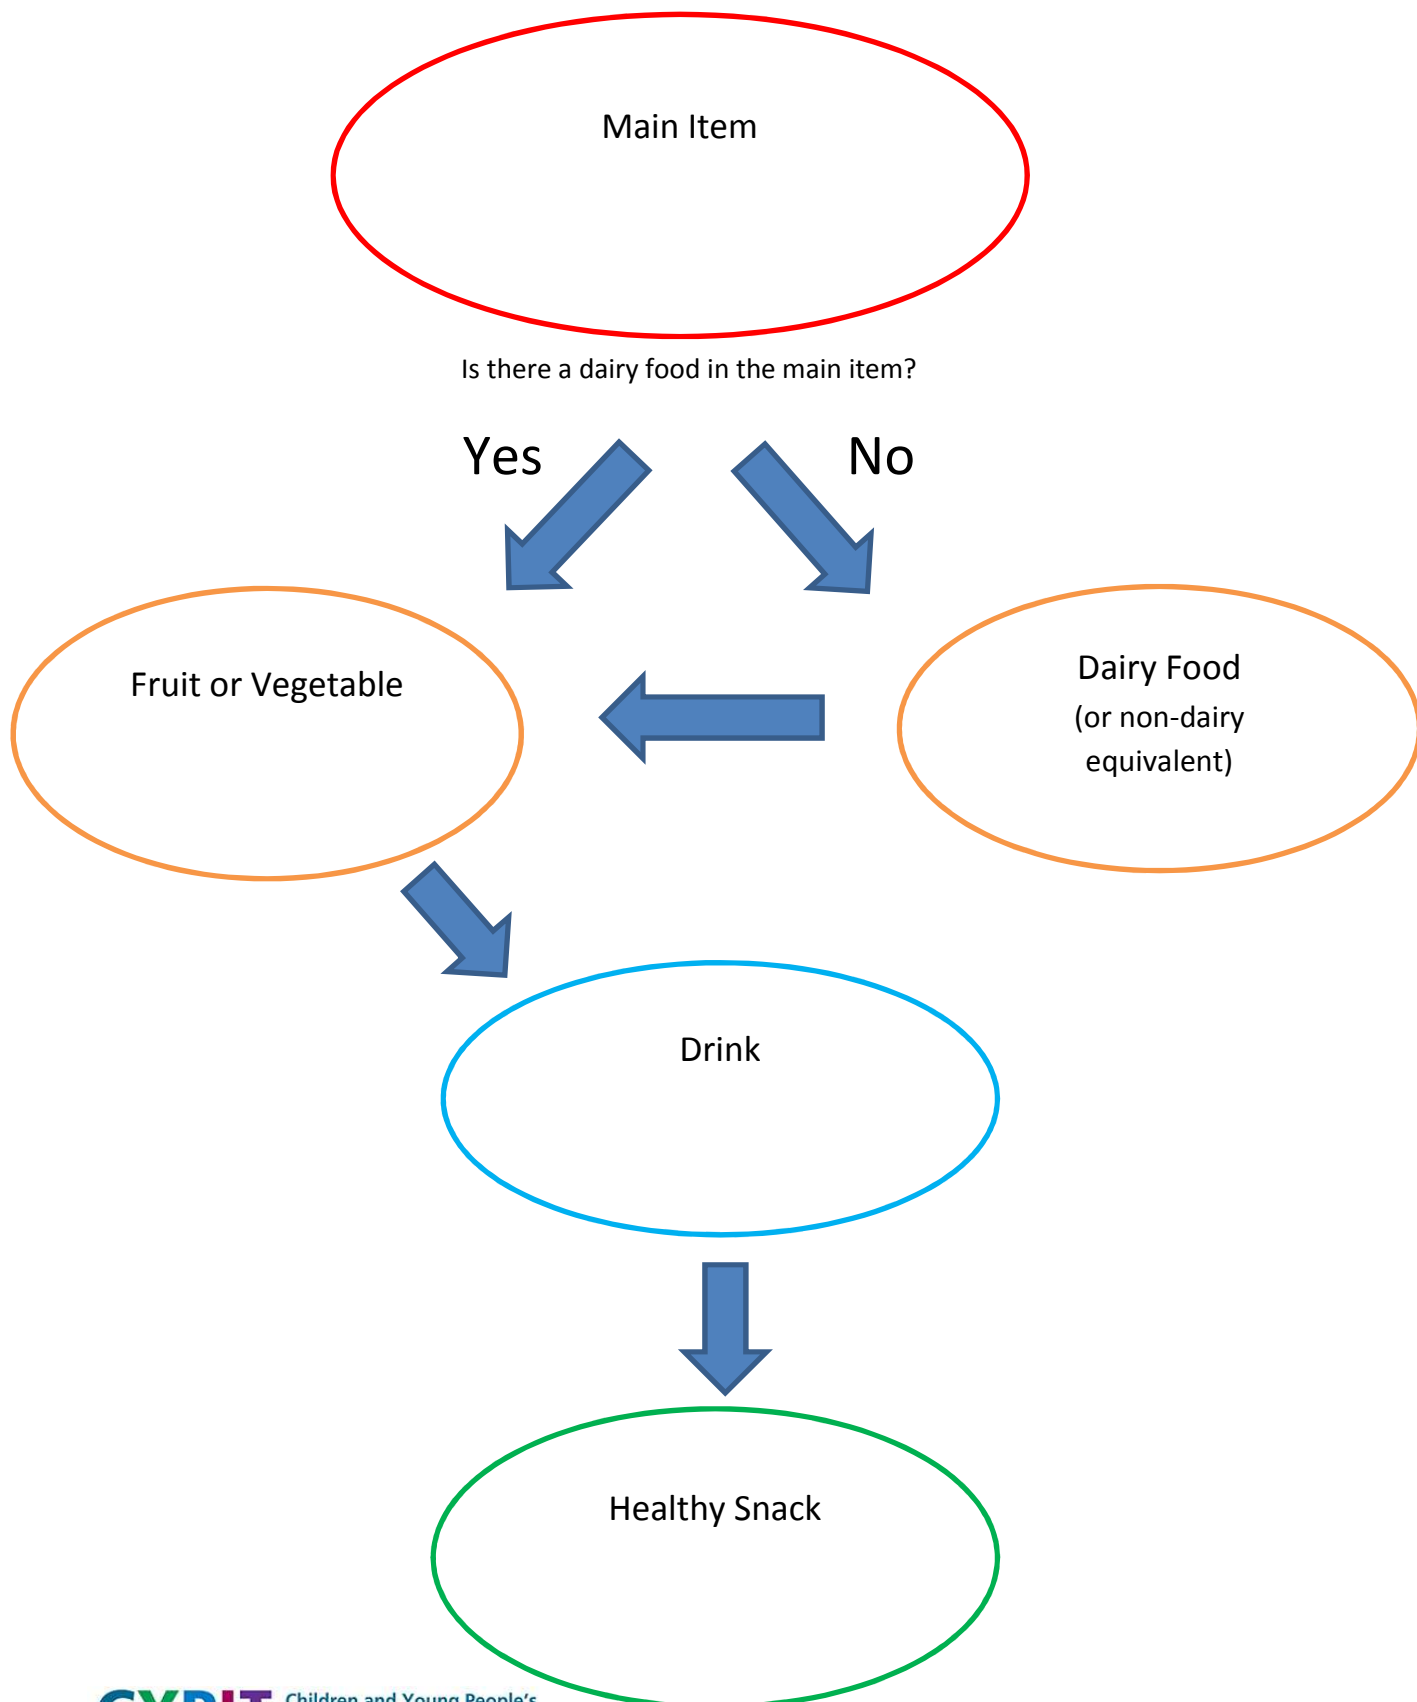 Main Item
Is there a dairy food in the main item?
Yes
No
Fruit or Vegetable
Dairy Food
(or non-dairy
equivalent)
Drink
Healthy Snack
Children and Young People's